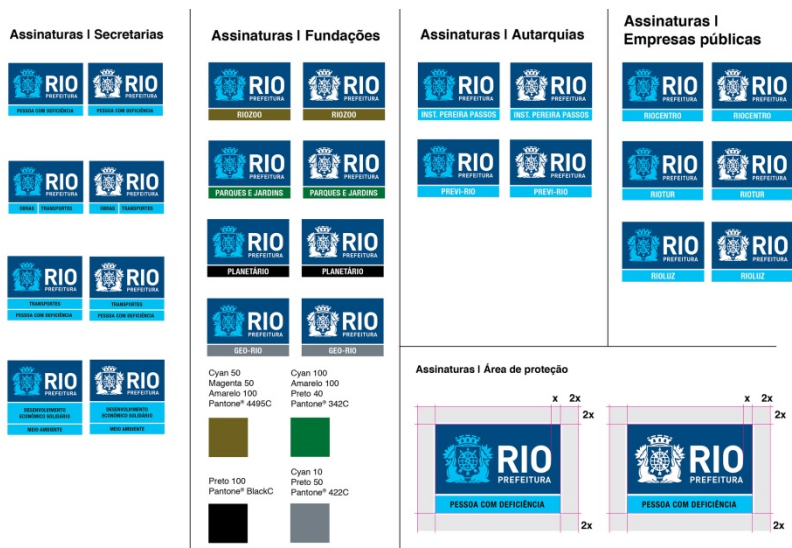 Assinaturas | Secretarias
RIO
PREFEITURA
PESSOA COM DEFICIÊNCIA
RIO
PREFEITURA
PESSOA COM DEFICIÊNCIA
RIO
PREFEITURA
OBRAS TRANSPORTES
RIO
PREFEITURA
OBRAS TRANSPORTES
RIO
PREFEITURA
TRANSPORTES
PESSOA COM DEFICIÊNCIA
RIO
PREFEITURA
TRANSPORTES
PESSOA COM DEFICIÊNCIA
RIO
PREFEITURA
DESENVOLVIMENTO
ECONÔMICO SOLIDÁRIO
MEIO AMBIENTE
RIO
PREFEITURA
DESENVOLVIMENTO
ECONÔMICO SOLIDÁRIO
MEIO AMBIENTE
Assinaturas | Fundações
RIO
PREFEITURA
RIOZOO
RIO
PREFEITURA
RIOZOO
RIO
PREFEITURA
PARQUES E JARDINS
RIO
PREFEITURA
PARQUES E JARDINS
RIO
PREFEITURA
PLANETÁRIO
RIO
PREFEITURA
PLANETÁRIO
RIO
PREFEITURA
GEO-RIO
RIO
PREFEITURA
GEO-RIO
Cyan 50
Magenta 50
Amarelo 100
Pantone® 4495C
Cyan 100
Amarelo 100
Preto 40
Pantone® 342C
Preto 100
Pantone® BlackC
Cyan 10
Preto 50
Pantone® 422C
Assinaturas | Autarquias
RIO
PREFEITURA
INST. PEREIRA PASSOS
RIO
PREFEITURA
INST. PEREIRA PASSOS
RIO
PREFEITURA
PREVI-RIO
RIO
PREFEITURA
PREVI-RIO
Assinaturas |
Empresas públicas
RIO
PREFEITURA
RIOCENTRO
RIO
PREFEITURA
RIOCENTRO
RIO
PREFEITURA
RIOTUR
RIO
PREFEITURA
RIOTUR
RIO
PREFEITURA
RIOLUZ
RIO
PREFEITURA
RIOLUZ
Assinaturas | Área de proteção
x 2x
2x
RIO
PREFEITURA
PESSOA COM DEFICIÊNCIA
2x
x 2x
2x
RIO
PREFEITURA
PESSOA COM DEFICIÊNCIA
2x